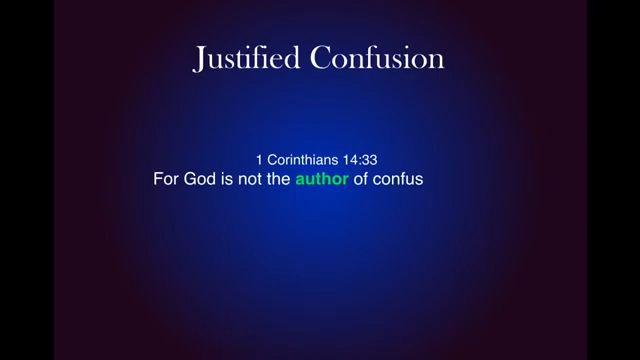 Justified Confusion
1 Corinthians 14:33
For God is not the author of confus